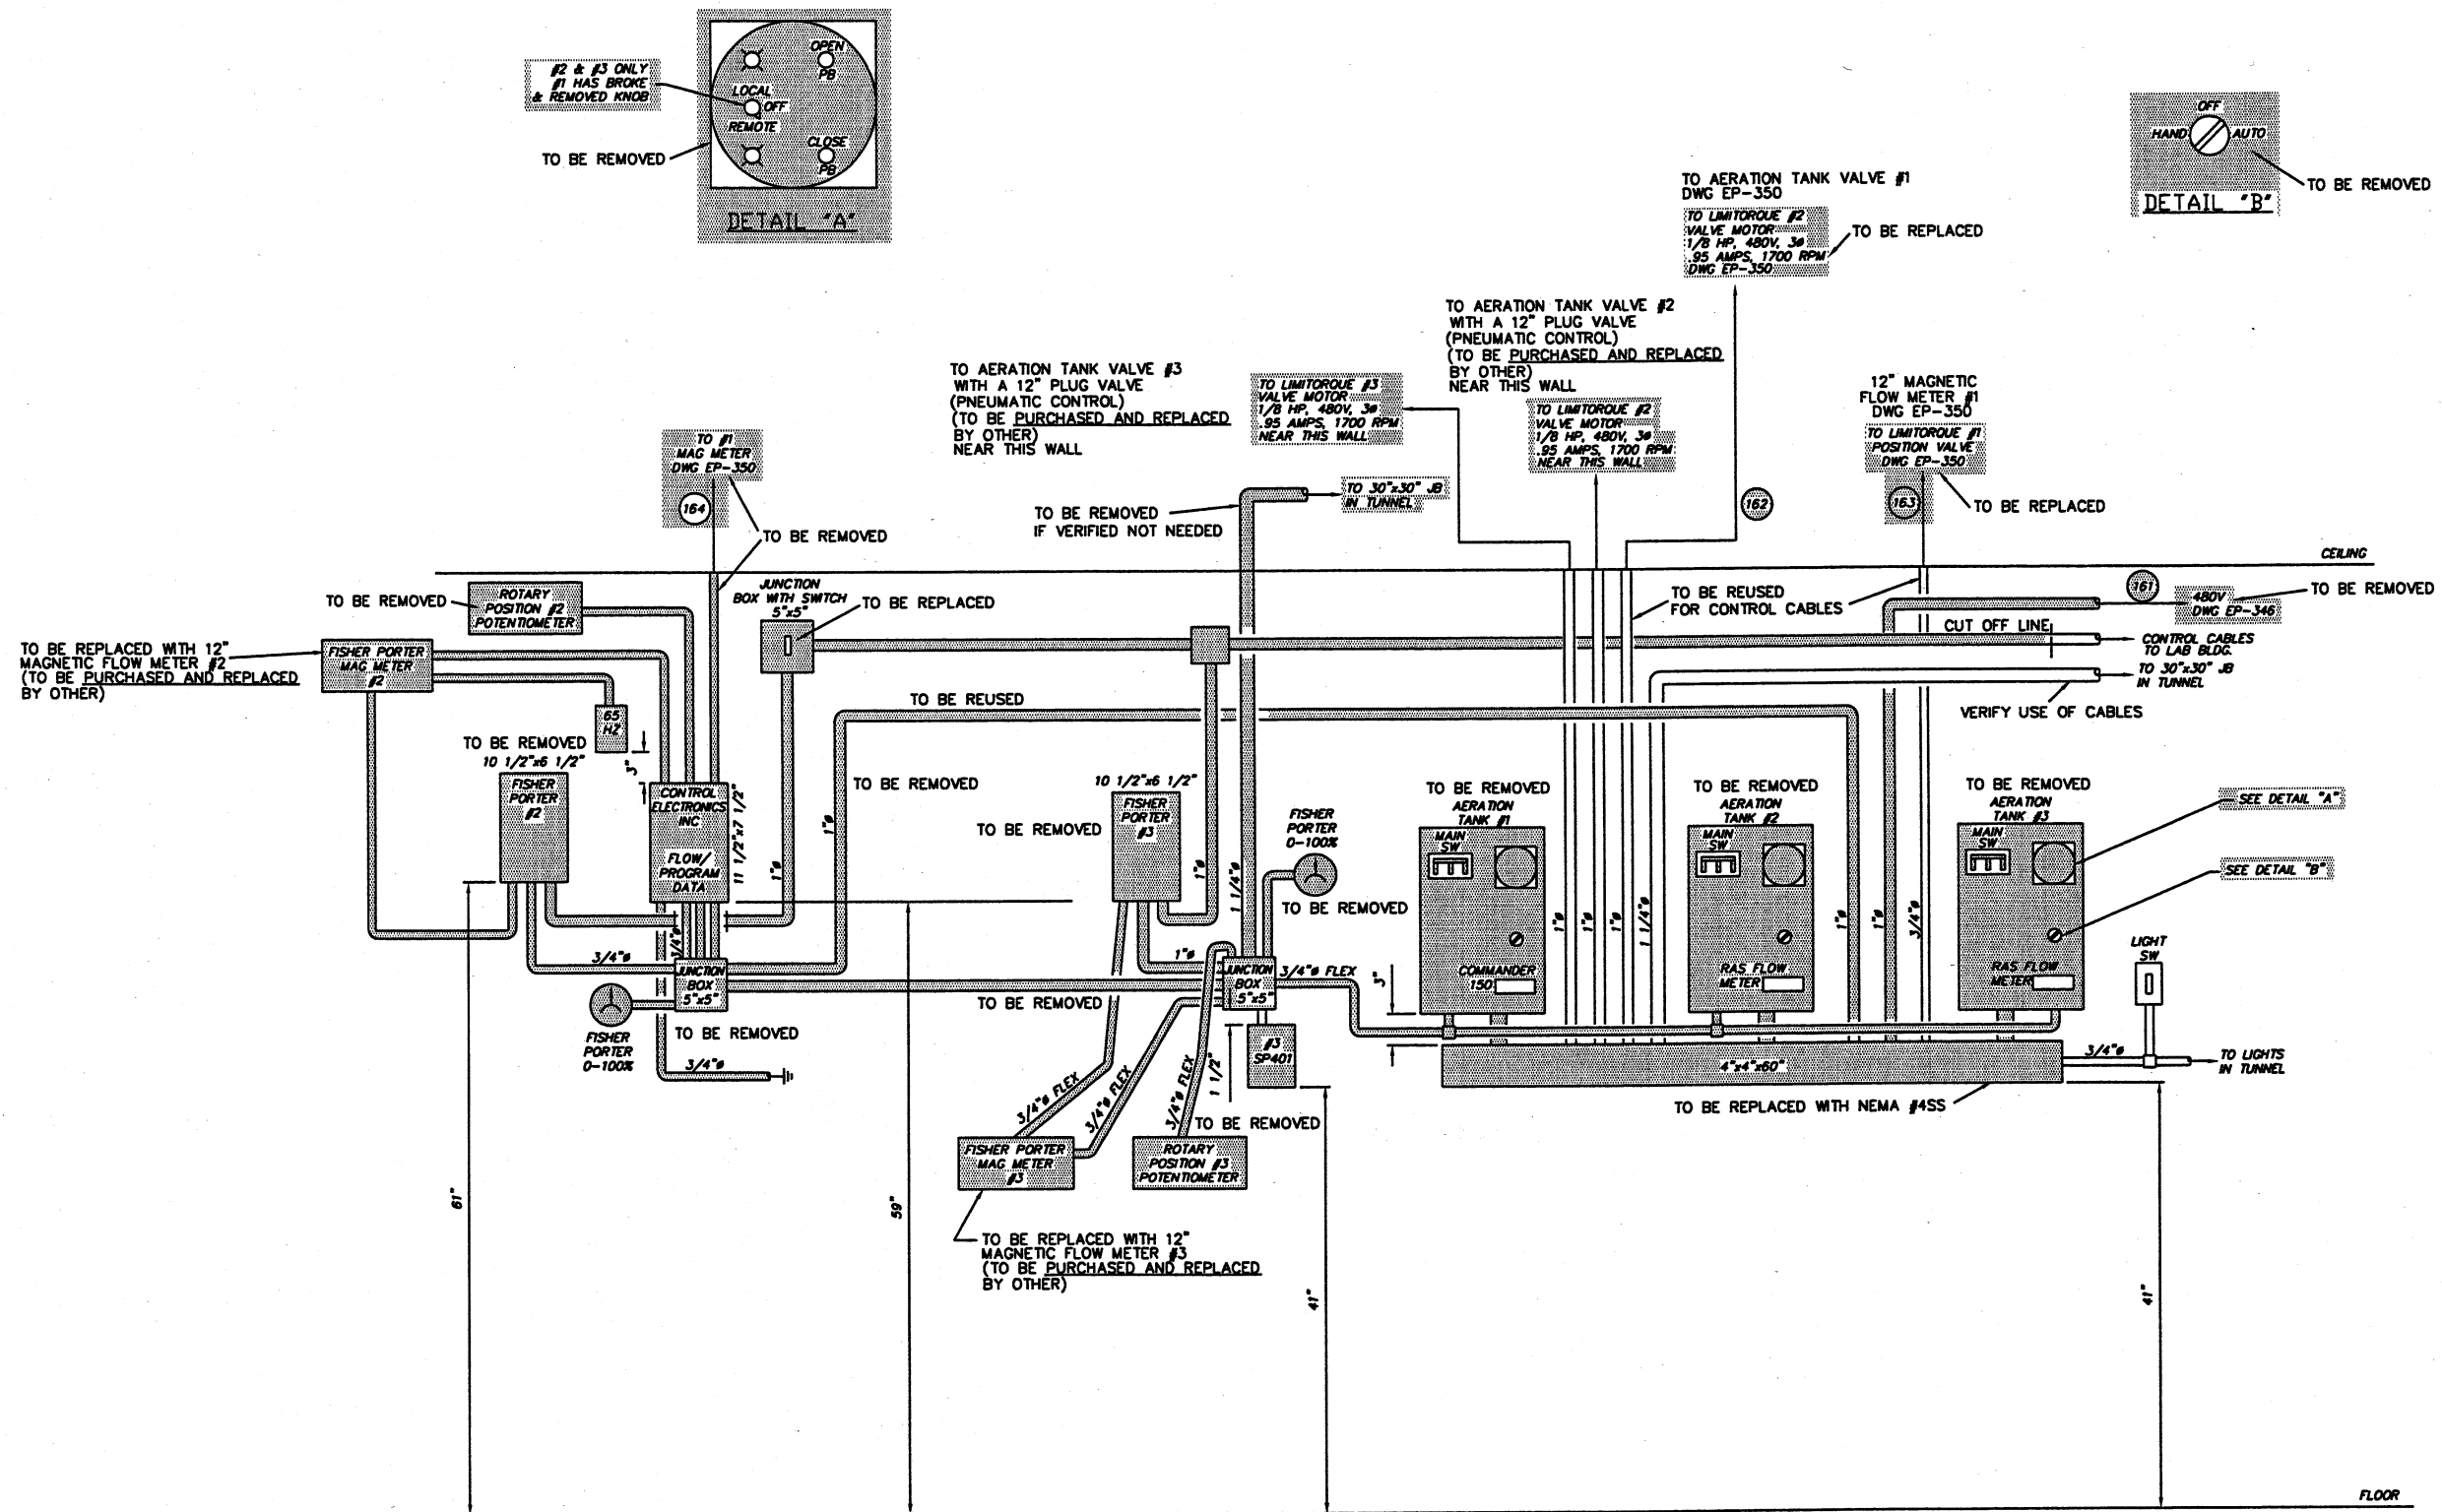 #2 & #3 ONLY
#1 HAS BROKE
& REMOVED KNOB
TO BE REMOVED
OPEN
PB
LOCAL
OFF
REMOTE
CLOSE
PB
DETAIL "A"
OFF
HAND
AUTO
TO BE REMOVED
DETAIL "B"
TO AERATION TANK VALVE #1
DWG EP-350
TO LIMITORQUE #2
VALVE MOTOR
1/8 HP, 480V, 3ø
.95 AMPS, 1700 RPM
DWG EP-350
TO BE REPLACED
TO AERATION TANK VALVE #2
WITH A 12" PLUG VALVE
(PNEUMATIC CONTROL)
(TO BE PURCHASED AND REPLACED
BY OTHER)
NEAR THIS WALL
TO AERATION TANK VALVE #3
WITH A 12" PLUG VALVE
(PNEUMATIC CONTROL)
(TO BE PURCHASED AND REPLACED
BY OTHER)
NEAR THIS WALL
TO LIMITORQUE #3
VALVE MOTOR
1/8 HP, 480V, 3ø
.95 AMPS, 1700 RPM
NEAR THIS WALL
TO LIMITORQUE #2
VALVE MOTOR
1/8 HP, 480V, 3ø
.95 AMPS, 1700 RPM
NEAR THIS WALL
12" MAGNETIC
FLOW METER #1
DWG EP-350
TO LIMITORQUE #1
POSITION VALVE
DWG EP-350
TO BE REPLACED
163
162
TO #1
MAG METER
DWG EP-350
164
TO BE REMOVED
TO BE REMOVED
IF VERIFIED NOT NEEDED
TO 30"x30" JB
IN TUNNEL
CEILING
TO BE REMOVED
ROTARY
POSITION #2
POTENTIOMETER
JUNCTION
BOX WITH SWITCH
5"x5"
TO BE REPLACED
TO BE REUSED
FOR CONTROL CABLES
161
480V
DWG EP-346
TO BE REMOVED
CUT OFF LINE
CONTROL CABLES
TO LAB BLDG.
TO 30"x30" JB
IN TUNNEL
VERIFY USE OF CABLES
TO BE REPLACED WITH 12"
MAGNETIC FLOW METER #2
(TO BE PURCHASED AND REPLACED
BY OTHER)
FISHER PORTER
MAG METER
#2
65
HZ
3"
TO BE REUSED
TO BE REMOVED
10 1/2"x6 1/2"
FISHER
PORTER
#2
CONTROL
ELECTRONICS
INC
FLOW/
PROGRAM
DATA
11 1/2"x7 1/2"
1"ø
1"ø
TO BE REMOVED
TO BE REMOVED
10 1/2"x6 1/2"
FISHER
PORTER
#3
1"ø
1 1/4"ø
FISHER
PORTER
0-100%
TO BE REMOVED
TO BE REMOVED
AERATION
TANK #1
MAIN
SW
COMMANDER
150
1"ø
1"ø
1"ø
1 1/4"ø
TO BE REMOVED
AERATION
TANK #2
MAIN
SW
RAS FLOW
METER
1"ø
1"ø
3/4"ø
TO BE REMOVED
AERATION
TANK #3
MAIN
SW
RAS FLOW
METER
SEE DETAIL "A"
SEE DETAIL "B"
LIGHT
SW
3/4"ø
3/4"ø
JUNCTION
BOX
5"x5"
FISHER
PORTER
0-100%
TO BE REMOVED
3/4"ø
TO BE REMOVED
1"ø
JUNCTION
BOX
5"x5"
3/4"ø FLEX
3"
#3
SP401
1 1/2"
3/4"ø FLEX
3/4"ø FLEX
3/4"ø FLEX
TO BE REMOVED
4"x4"x60"
3/4"ø
TO LIGHTS
IN TUNNEL
TO BE REPLACED WITH NEMA #4SS
FISHER PORTER
MAG METER
#3
ROTARY
POSITION #3
POTENTIOMETER
TO BE REPLACED WITH 12"
MAGNETIC FLOW METER #3
(TO BE PURCHASED AND REPLACED
BY OTHER)
61"
59"
41"
41"
FLOOR